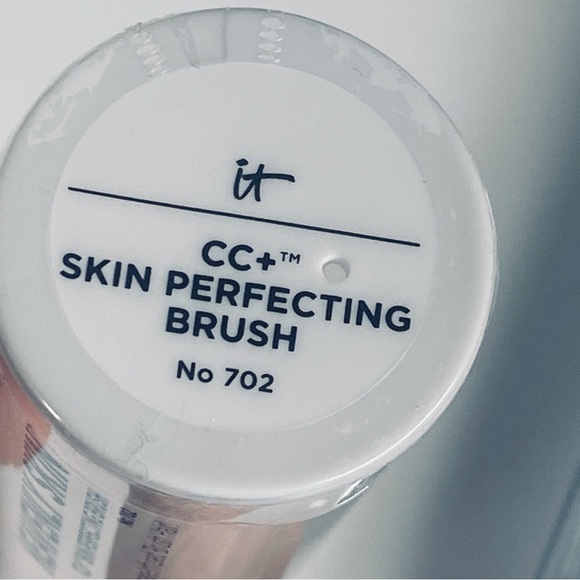 it
CC+™
SKIN PERFECTING
BRUSH
No 702